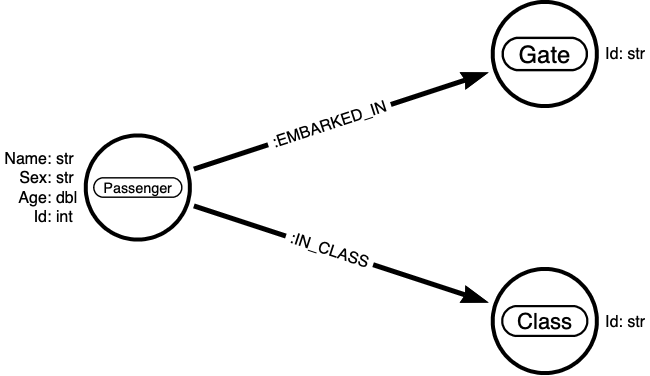 Gate
Id: str
:EMBARKED_IN
Name: str
Sex: str
Age: dbl
Id: int
Passenger
:IN_CLASS
Class
Id: str